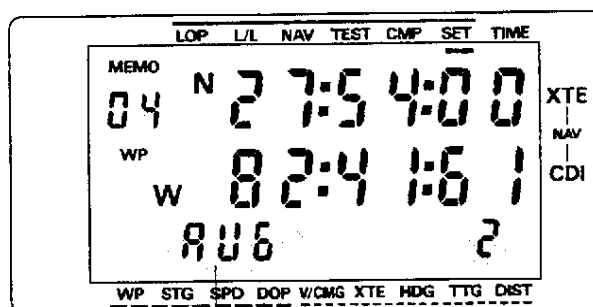 LOP L/L NAV TEST CMP SET TIME
MEMO
04 N 27:54:00
XTE
NAV
CDI
WP
W 82:41:61
AUG 2
WP STG SPD DOP V/CMG XTE HDG TTG DIST